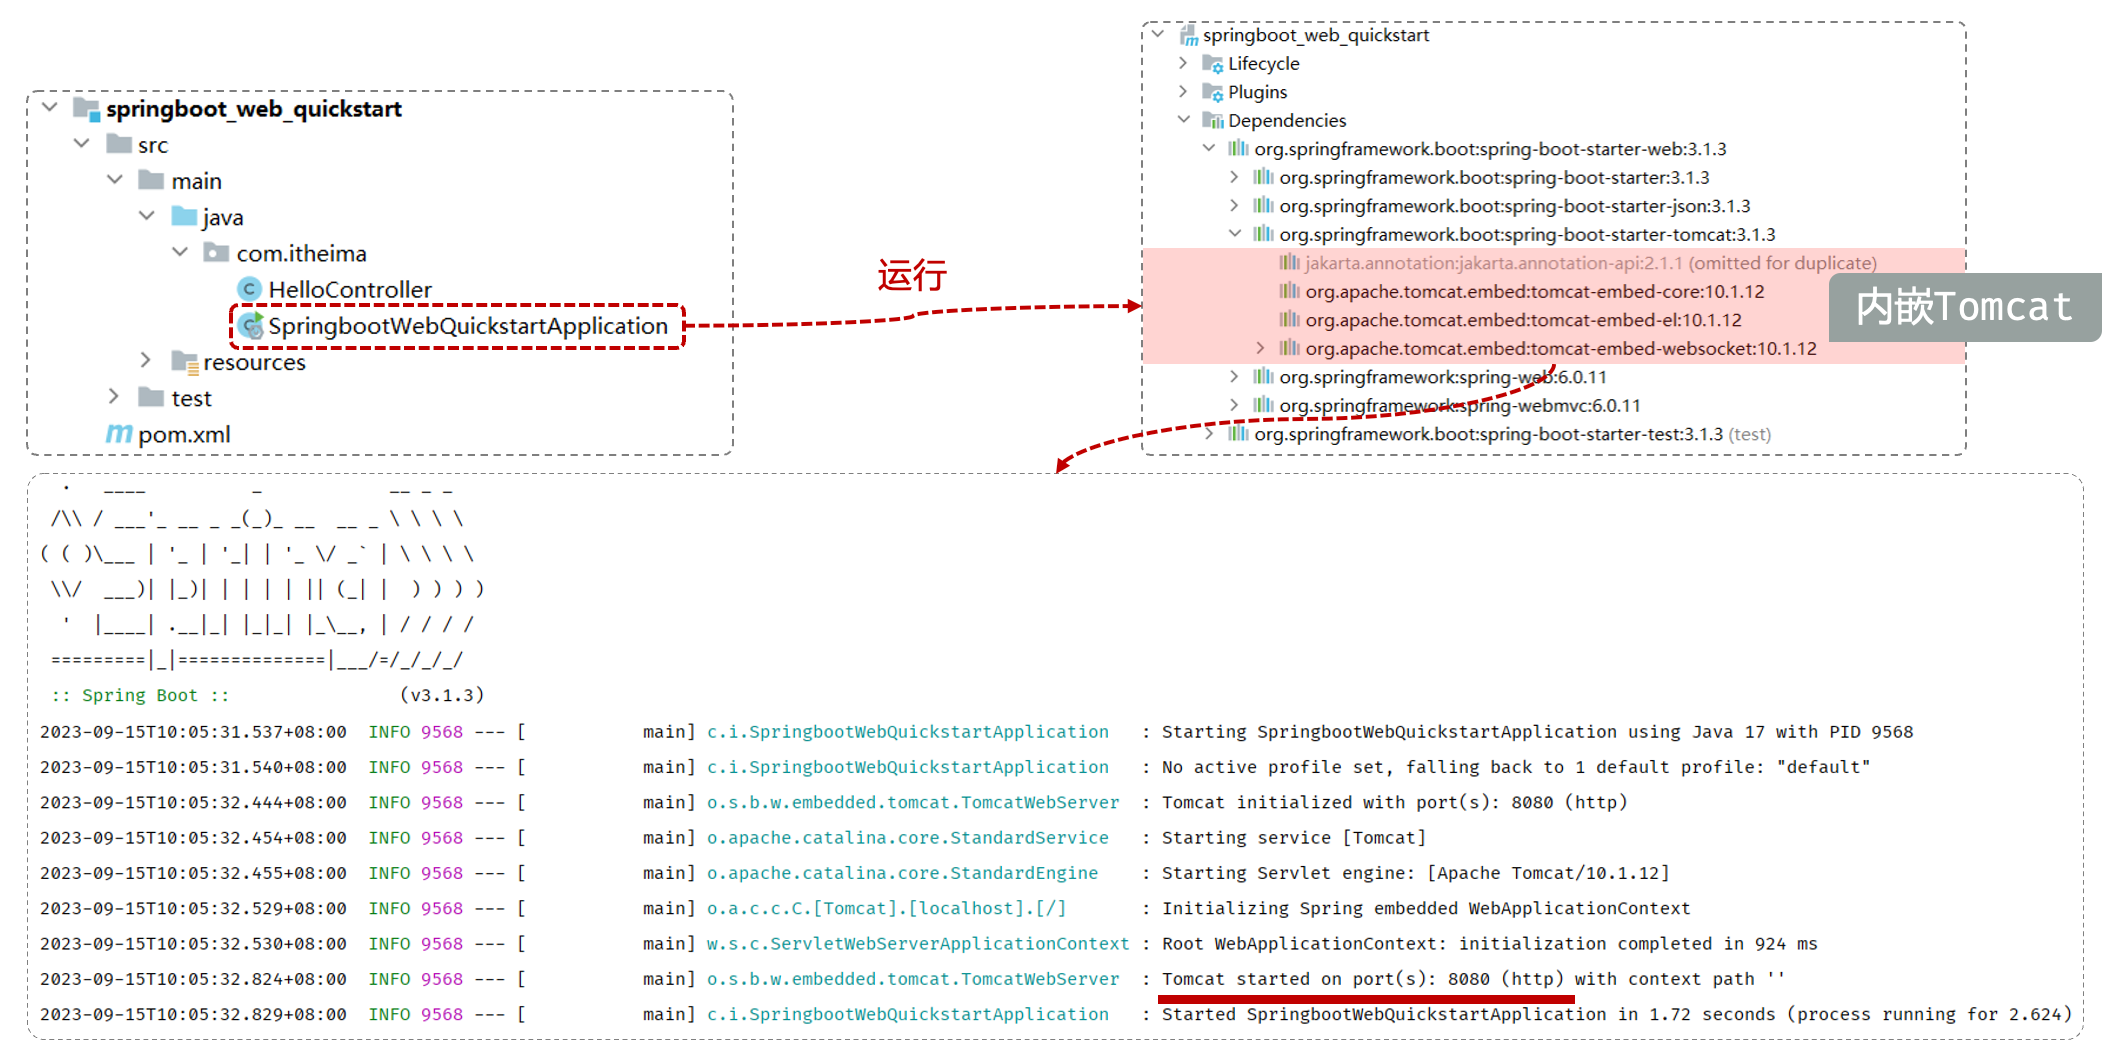 springboot_web_quickstart
src
main
java
com.itheima
HelloController
SpringbootWebQuickstartApplication
resources
test
pom.xml
运行
springboot_web_quickstart
Lifecycle
Plugins
Dependencies
org.springframework.boot:spring-boot-starter-web:3.1.3
org.springframework.boot:spring-boot-starter:3.1.3
org.springframework.boot:spring-boot-starter-json:3.1.3
org.springframework.boot:spring-boot-starter-tomcat:3.1.3
jakarta.annotation:jakarta.annotation-api:2.1.1 (omitted for duplicate)
org.apache.tomcat.embed:tomcat-embed-core:10.1.12
org.apache.tomcat.embed:tomcat-embed-el:10.1.12
org.apache.tomcat.embed:tomcat-embed-websocket:10.1.12
org.springframework:spring-web:6.0.11
org.springframework:spring-webmvc:6.0.11
org.springframework.boot:spring-boot-starter-test:3.1.3 (test)
内嵌Tomcat
  .   ____          _            __ _ _
 /\\ / ___'_ __ _ _(_)_ __  __ _ \ \ \ \
( ( )\___ | '_ | '_| | '_ \/ _` | \ \ \ \
 \\/  ___)| |_)| | | | | || (_| |  ) ) ) )
  '  |____| .__|_| |_|_| |_\__, | / / / /
 =========|_|==============|___/=/_/_/_/
 :: Spring Boot ::                (v3.1.3)
2023-09-15T10:05:31.537+08:00  INFO 9568 --- [           main] c.i.SpringbootWebQuickstartApplication   : Starting SpringbootWebQuickstartApplication using Java 17 with PID 9568
2023-09-15T10:05:31.540+08:00  INFO 9568 --- [           main] c.i.SpringbootWebQuickstartApplication   : No active profile set, falling back to 1 default profile: "default"
2023-09-15T10:05:32.444+08:00  INFO 9568 --- [           main] o.s.b.w.embedded.tomcat.TomcatWebServer  : Tomcat initialized with port(s): 8080 (http)
2023-09-15T10:05:32.454+08:00  INFO 9568 --- [           main] o.apache.catalina.core.StandardService   : Starting service [Tomcat]
2023-09-15T10:05:32.455+08:00  INFO 9568 --- [           main] o.apache.catalina.core.StandardEngine    : Starting Servlet engine: [Apache Tomcat/10.1.12]
2023-09-15T10:05:32.529+08:00  INFO 9568 --- [           main] o.a.c.c.C.[Tomcat].[localhost].[/]       : Initializing Spring embedded WebApplicationContext
2023-09-15T10:05:32.530+08:00  INFO 9568 --- [           main] w.s.c.ServletWebServerApplicationContext : Root WebApplicationContext: initialization completed in 924 ms
2023-09-15T10:05:32.824+08:00  INFO 9568 --- [           main] o.s.b.w.embedded.tomcat.TomcatWebServer  : Tomcat started on port(s): 8080 (http) with context path ''
2023-09-15T10:05:32.829+08:00  INFO 9568 --- [           main] c.i.SpringbootWebQuickstartApplication   : Started SpringbootWebQuickstartApplication in 1.72 seconds (process running for 2.624)